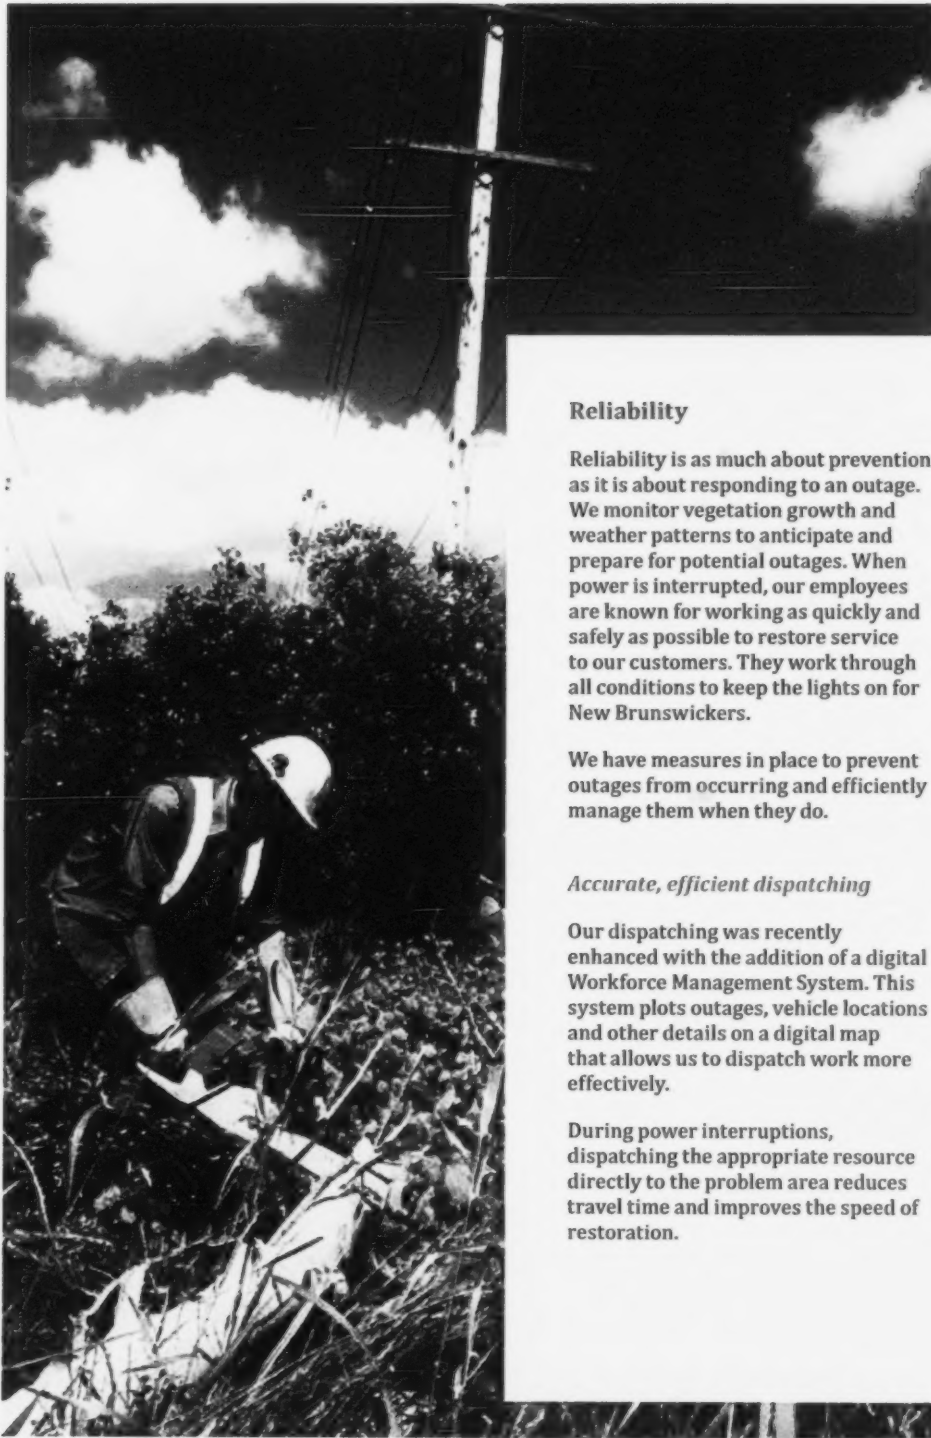 Reliability
Reliability is as much about prevention
as it is about responding to an outage.
We monitor vegetation growth and
weather patterns to anticipate and
prepare for potential outages. When
power is interrupted, our employees
are known for working as quickly and
safely as possible to restore service
to our customers. They work through
all conditions to keep the lights on for
New Brunswickers.
We have measures in place to prevent
outages from occurring and efficiently
manage them when they do.
Accurate, efficient dispatching
Our dispatching was recently
enhanced with the addition of a digital
Workforce Management System. This
system plots outages, vehicle locations
and other details on a digital map
that allows us to dispatch work more
effectively.
During power interruptions,
dispatching the appropriate resource
directly to the problem area reduces
travel time and improves the speed of
restoration.